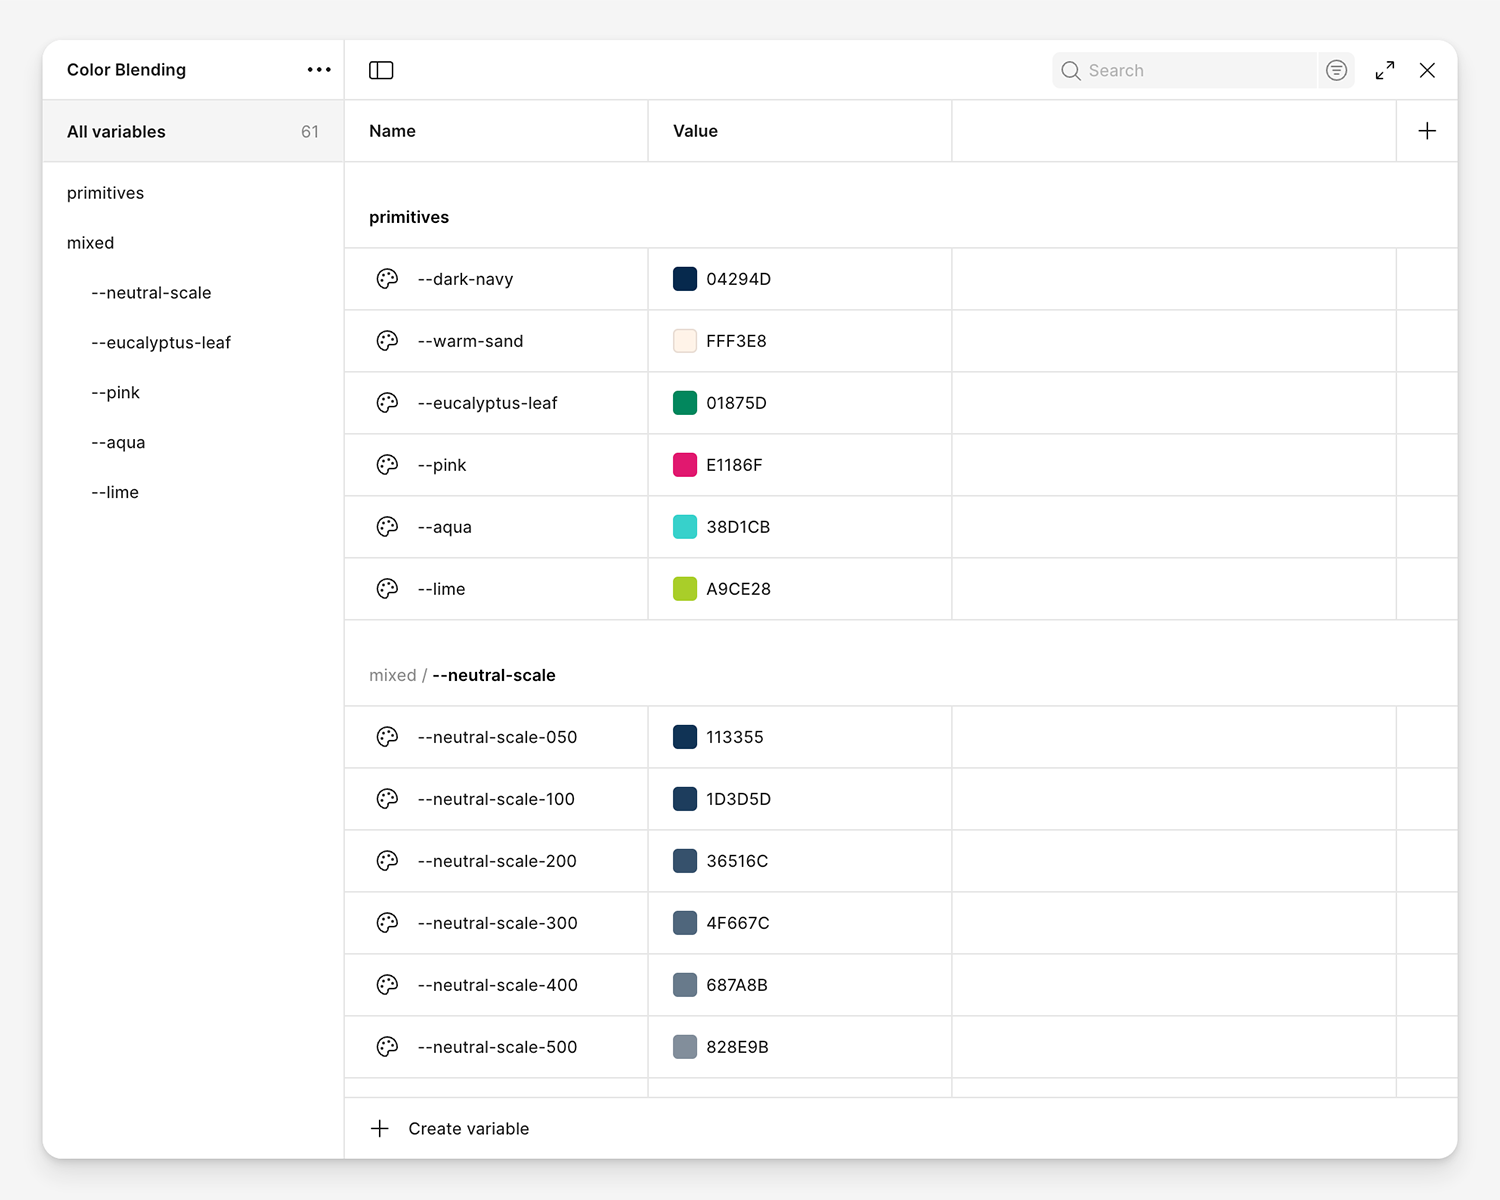 Color Blending
Search
All variables 61
Name Value
primitives
mixed
--neutral-scale
--eucalyptus-leaf
--pink
--aqua
--lime
primitives
--dark-navy 04294D
--warm-sand FFF3E8
--eucalyptus-leaf 01875D
--pink E1186F
--aqua 38D1CB
--lime A9CE28
mixed / --neutral-scale
--neutral-scale-050 113355
--neutral-scale-100 1D3D5D
--neutral-scale-200 36516C
--neutral-scale-300 4F667C
--neutral-scale-400 687A8B
--neutral-scale-500 828E9B
Create variable